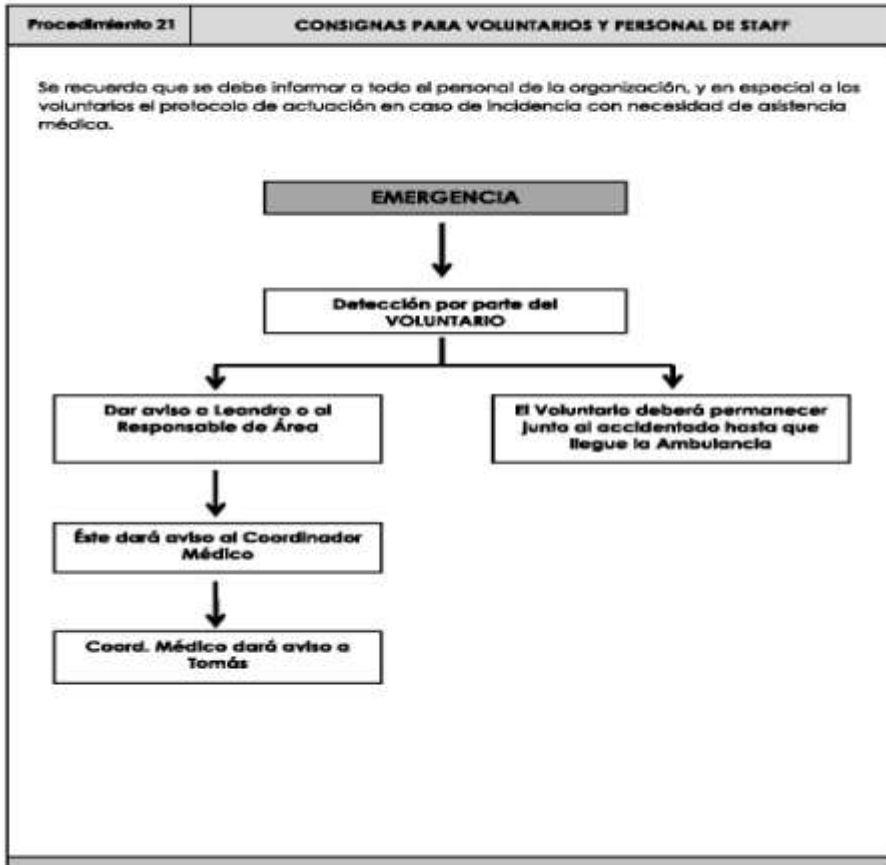 Procedimiento 21
CONSIGNAS PARA VOLUNTARIOS Y PERSONAL DE STAFF
Se recuerda que se debe informar a todo el personal de la organización, y en especial a los
voluntarios el protocolo de actuación en caso de incidencia con necesidad de asistencia
médica.
EMERGENCIA
Detección por parte del
VOLUNTARIO
Dar aviso a Leandro o al
Responsable de Área
El Voluntario deberá permanecer
junto al accidentado hasta que
llegue la Ambulancia
Éste dará aviso al Coordinador
Médico
Coord. Médico dará aviso a
Tomás